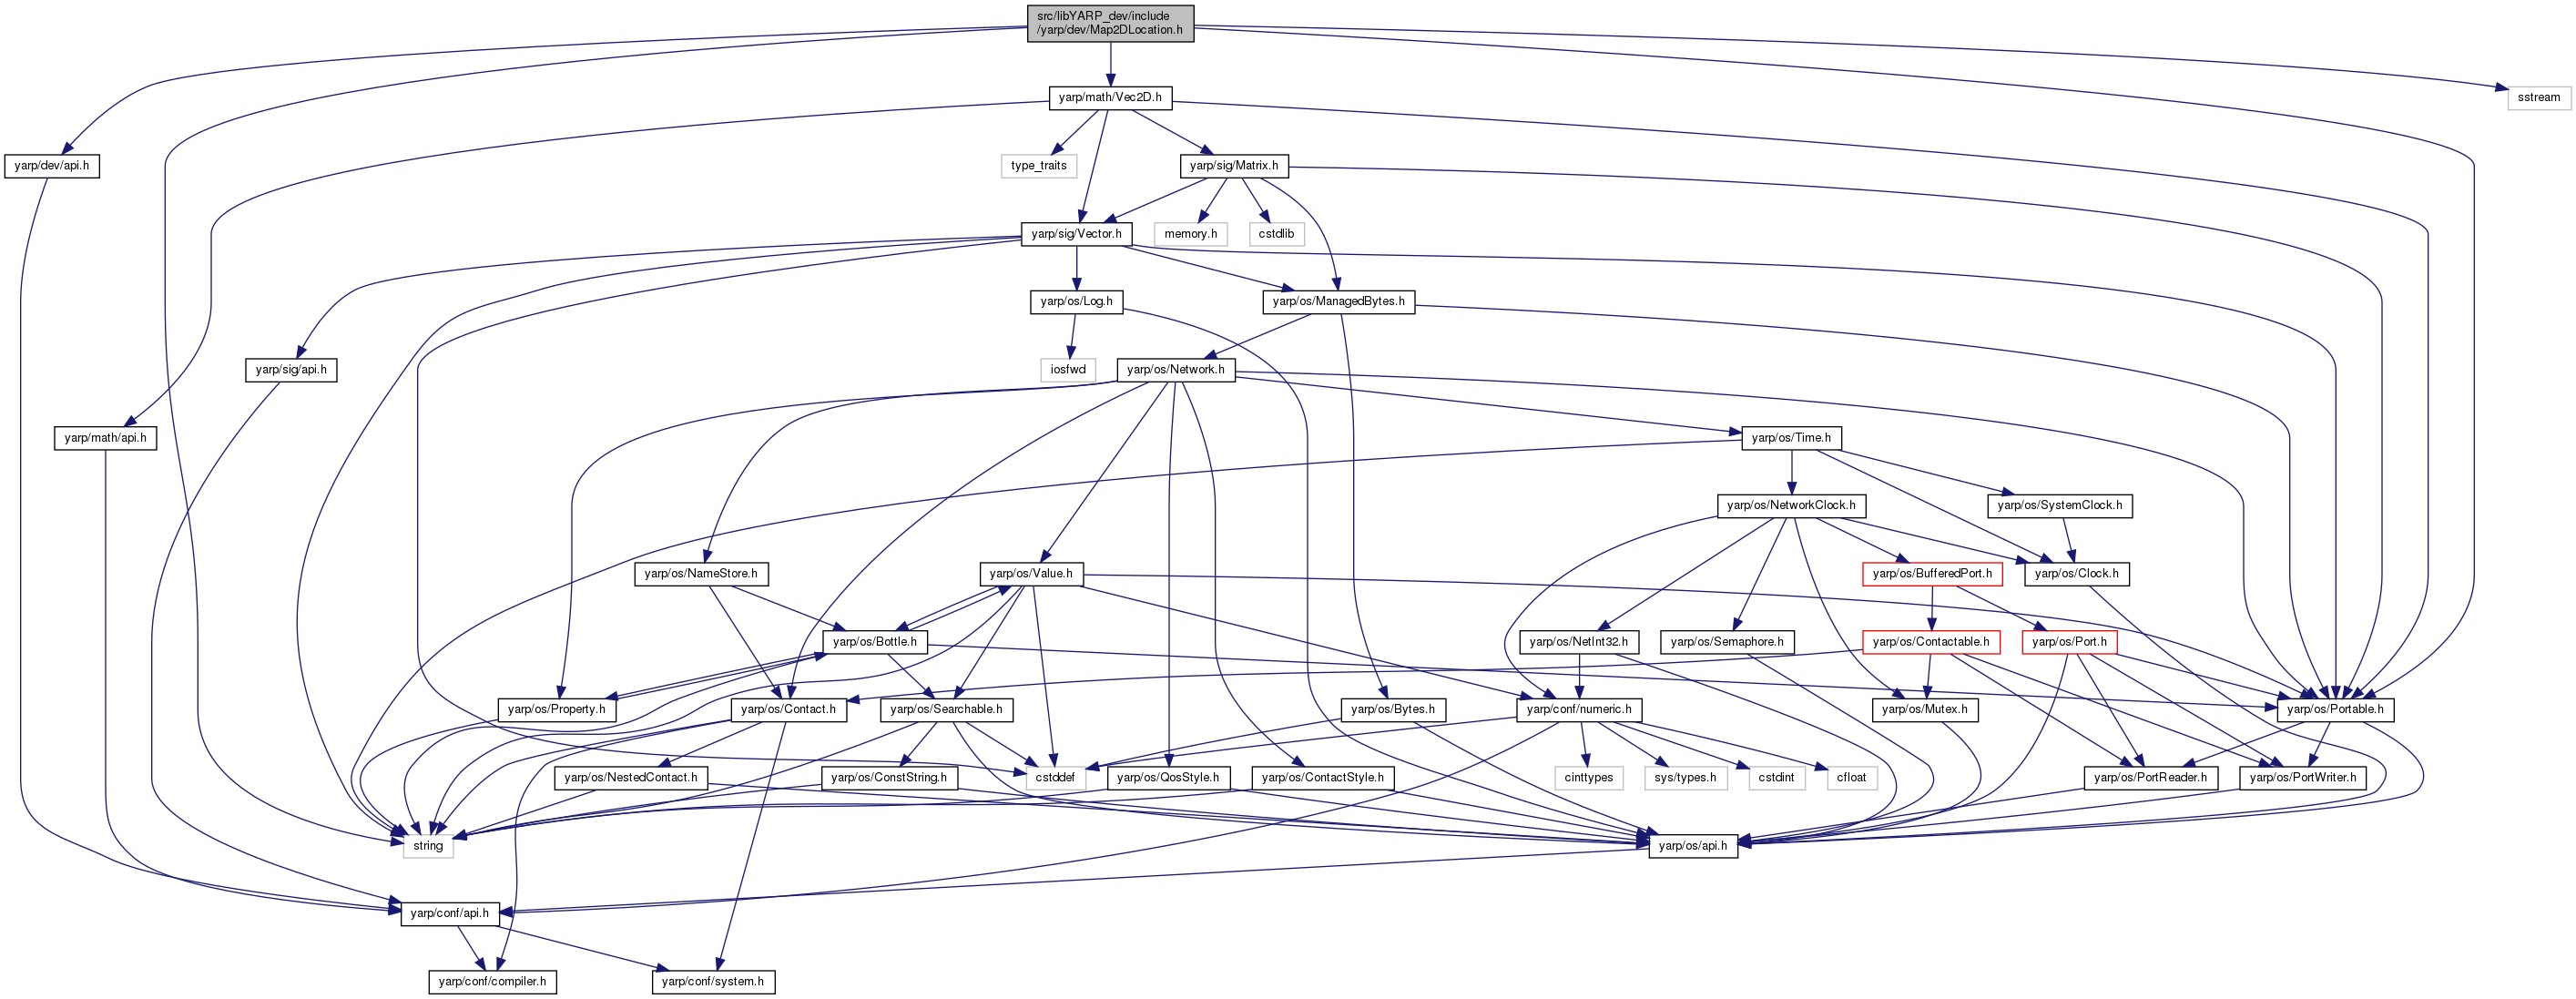 src/libYARP_dev/include
/yarp/dev/Map2DLocation.h
yarp/math/Vec2D.h
sstream
yarp/dev/api.h
type_traits
yarp/sig/Matrix.h
yarp/sig/Vector.h
memory.h
cstdlib
yarp/os/Log.h
yarp/os/ManagedBytes.h
yarp/sig/api.h
iosfwd
yarp/os/Network.h
yarp/math/api.h
yarp/os/Time.h
yarp/os/NetworkClock.h
yarp/os/SystemClock.h
yarp/os/NameStore.h
yarp/os/Value.h
yarp/os/BufferedPort.h
yarp/os/Clock.h
yarp/os/Bottle.h
yarp/os/NetInt32.h
yarp/os/Semaphore.h
yarp/os/Contactable.h
yarp/os/Port.h
yarp/os/Property.h
yarp/os/Contact.h
yarp/os/Searchable.h
yarp/os/Bytes.h
yarp/conf/numeric.h
yarp/os/Mutex.h
yarp/os/Portable.h
yarp/os/NestedContact.h
yarp/os/ConstString.h
cstddef
yarp/os/QosStyle.h
yarp/os/ContactStyle.h
cinttypes
sys/types.h
cstdint
cfloat
yarp/os/PortReader.h
yarp/os/PortWriter.h
string
yarp/os/api.h
yarp/conf/api.h
yarp/conf/compiler.h
yarp/conf/system.h